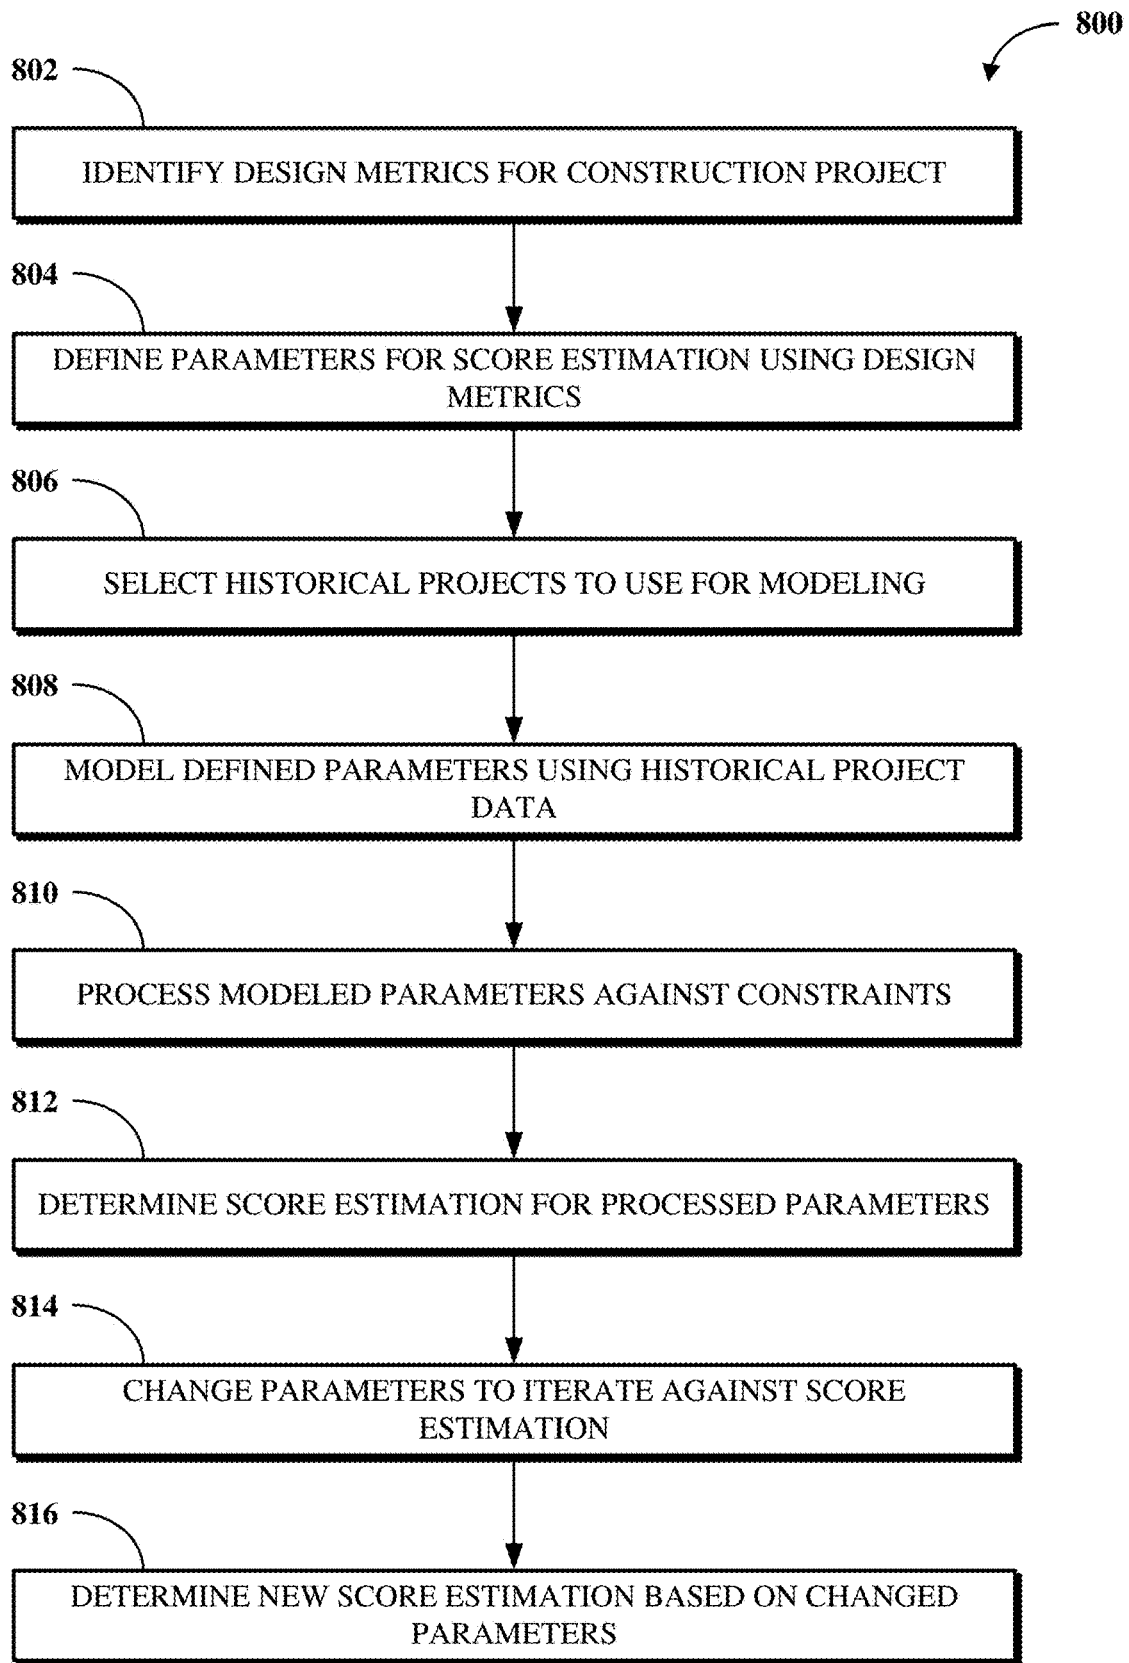 800
802
IDENTIFY DESIGN METRICS FOR CONSTRUCTION PROJECT
804
DEFINE PARAMETERS FOR SCORE ESTIMATION USING DESIGN
METRICS
806
SELECT HISTORICAL PROJECTS TO USE FOR MODELING
808
MODEL DEFINED PARAMETERS USING HISTORICAL PROJECT
DATA
810
PROCESS MODELED PARAMETERS AGAINST CONSTRAINTS
812
DETERMINE SCORE ESTIMATION FOR PROCESSED PARAMETERS
814
CHANGE PARAMETERS TO ITERATE AGAINST SCORE
ESTIMATION
816
DETERMINE NEW SCORE ESTIMATION BASED ON CHANGED
PARAMETERS